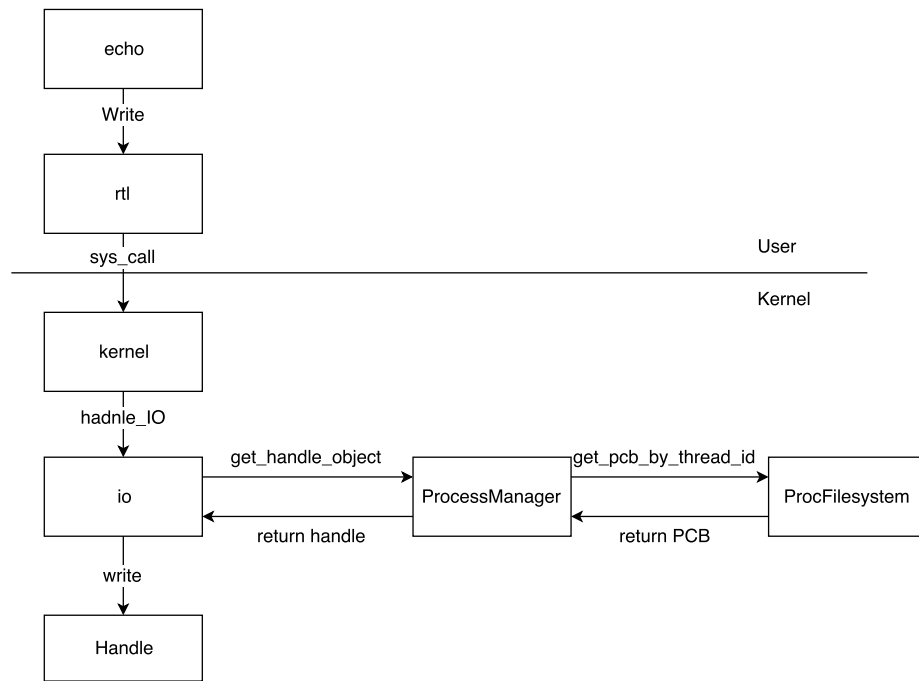 echo
Write
rtl
sys_call
User
Kernel
kernel
hadnle_IO
get_handle_object
get_pcb_by_thread_id
io
ProcessManager
ProcFilesystem
return handle
return PCB
write
Handle